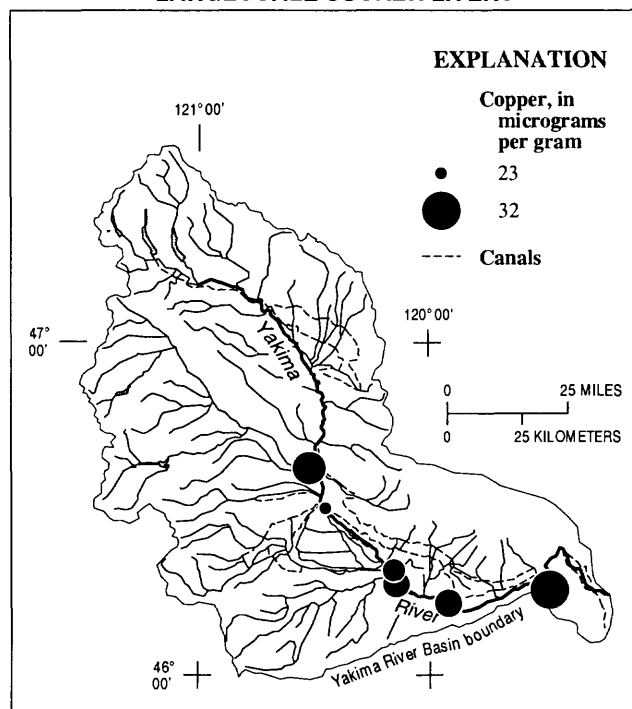 EXPLANATION
Copper, in
micrograms
per gram
23
32
Canals
121°00'
47°
00'
120°00'
0 25 MILES
0 25 KILOMETERS
Yakima
River
Yakima River Basin boundary
46°
00'